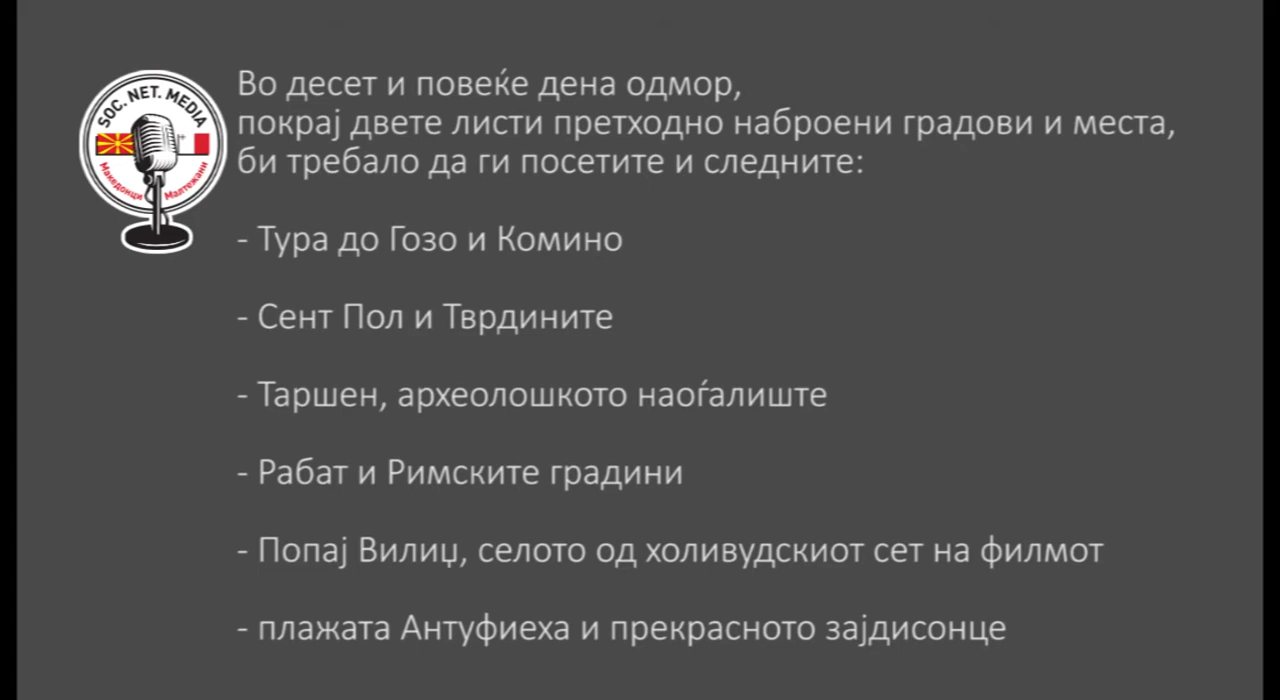 SOC. NET. MEDIA
Македонци Малтежани
Во десет и повеќе дена одмор,
покрај двете листи претходно наброени градови и места,
би требало да ги посетите и следните:
- Тура до Гозо и Комино
- Сент Пол и Тврдините
- Таршен, археолошкото наоѓалиште
- Рабат и Римските градини
- Попај Вилиџ, селото од холивудскиот сет на филмот
- плажата Антуфиеха и прекрасното зајдисонце